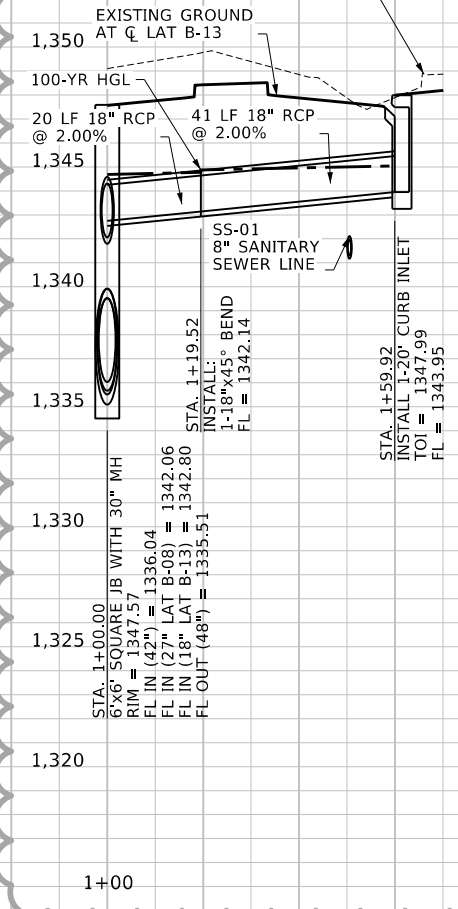 EXISTING GROUND
AT ℄ LAT B-13
1,350
100-YR HGL
20 LF 18" RCP
@ 2.00%
41 LF 18" RCP
@ 2.00%
1,345
SS-01
8" SANITARY
SEWER LINE
1,340
STA. 1+19.52
INSTALL:
1-18"x45° BEND
FL = 1342.14
STA. 1+59.92
INSTALL 1-20' CURB INLET
TOI = 1347.99
FL = 1343.95
1,335
1,330
STA. 1+00.00
6'x6' SQUARE JB WITH 30" MH
RIM = 1347.57
FL IN (42") = 1336.04
FL IN (27" LAT B-08) = 1342.06
FL IN (18" LAT B-13) = 1342.80
FL OUT (48") = 1335.51
1,325
1,320
1+00